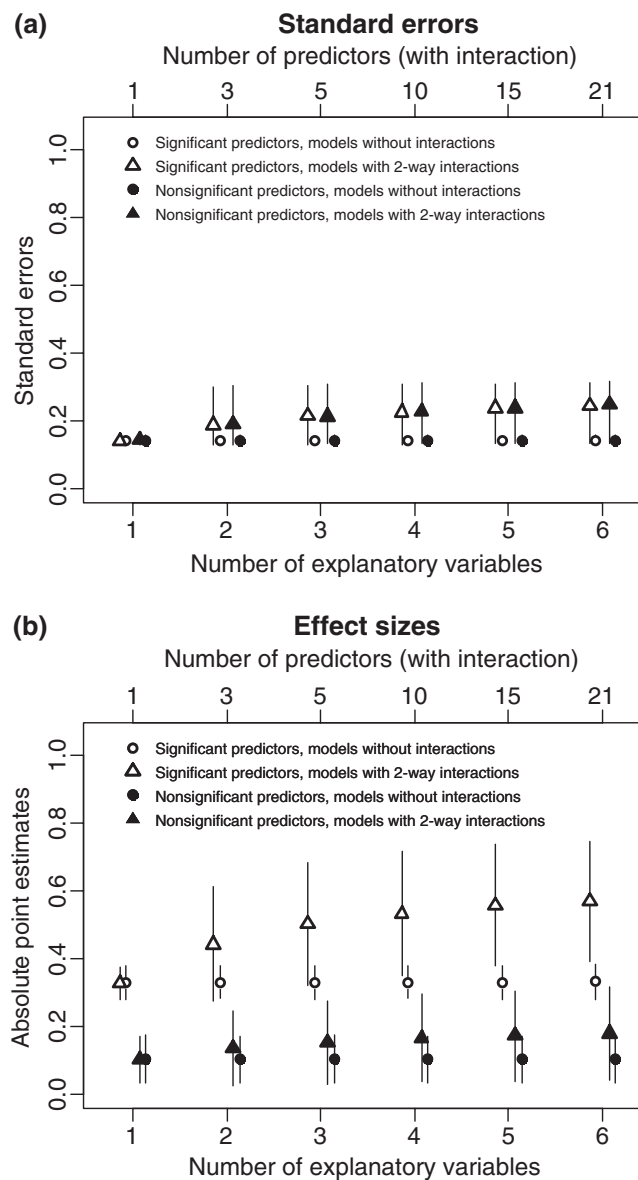 (a) Standard errors
Number of predictors (with interaction)
1 3 5 10 15 21
Significant predictors, models without interactions
Significant predictors, models with 2-way interactions
Nonsignificant predictors, models without interactions
Nonsignificant predictors, models with 2-way interactions
Standard errors
1.0
0.8
0.6
0.4
0.2
0.0
1 2 3 4 5 6
Number of explanatory variables
(b) Effect sizes
Number of predictors (with interaction)
1 3 5 10 15 21
Significant predictors, models without interactions
Significant predictors, models with 2-way interactions
Nonsignificant predictors, models without interactions
Nonsignificant predictors, models with 2-way interactions
Absolute point estimates
1.0
0.8
0.6
0.4
0.2
0.0
1 2 3 4 5 6
Number of explanatory variables